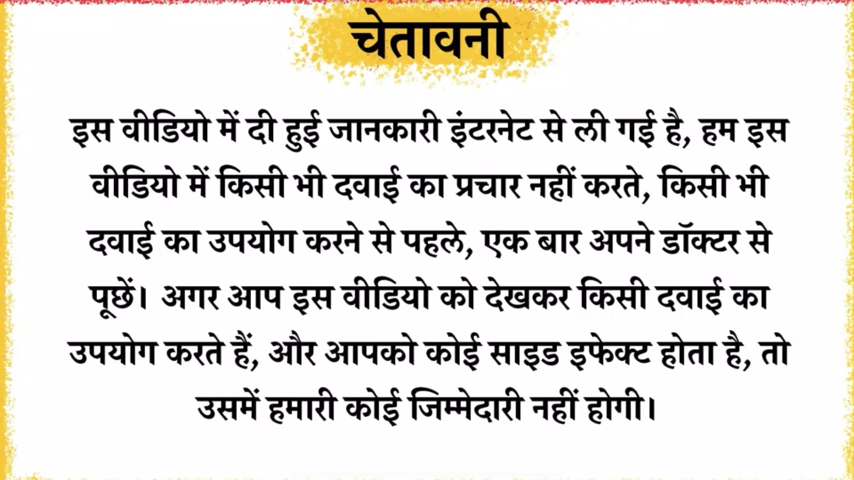 चेतावनी
इस वीडियो में दी हुई जानकारी इंटरनेट से ली गई है, हम इस
वीडियो में किसी भी दवाई का प्रचार नहीं करते, किसी भी
दवाई का उपयोग करने से पहले, एक बार अपने डॉक्टर से
पूछें। अगर आप इस वीडियो को देखकर किसी दवाई का
उपयोग करते हैं, और आपको कोई साइड इफेक्ट होता है, तो
उसमें हमारी कोई जिम्मेदारी नहीं होगी।